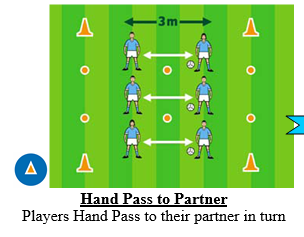 3m
Hand Pass to Partner
Players Hand Pass to their partner in turn